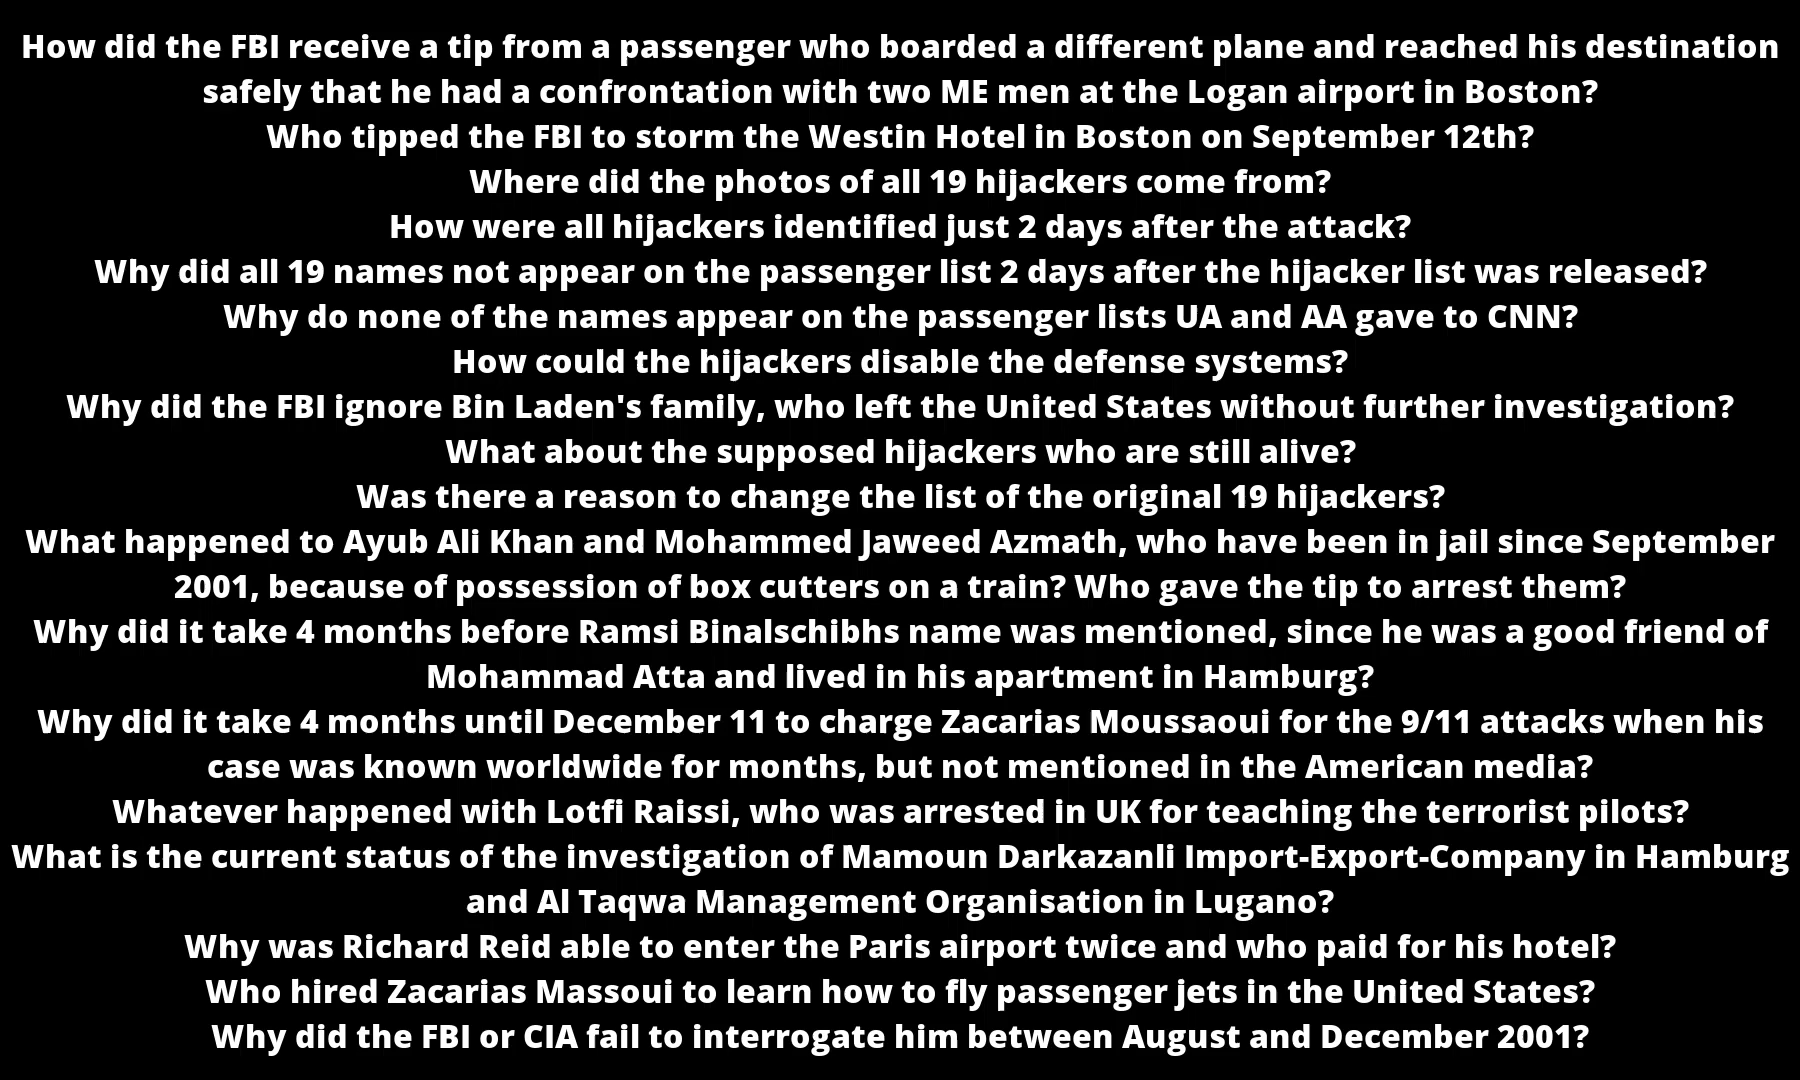 How did the FBI receive a tip from a passenger who boarded a different plane and reached his destination
safely that he had a confrontation with two ME men at the Logan airport in Boston?
Who tipped the FBI to storm the Westin Hotel in Boston on September 12th?
Where did the photos of all 19 hijackers come from?
How were all hijackers identified just 2 days after the attack?
Why did all 19 names not appear on the passenger list 2 days after the hijacker list was released?
Why do none of the names appear on the passenger lists UA and AA gave to CNN?
How could the hijackers disable the defense systems?
Why did the FBI ignore Bin Laden's family, who left the United States without further investigation?
What about the supposed hijackers who are still alive?
Was there a reason to change the list of the original 19 hijackers?
What happened to Ayub Ali Khan and Mohammed Jaweed Azmath, who have been in jail since September
2001, because of possession of box cutters on a train? Who gave the tip to arrest them?
Why did it take 4 months before Ramsi Binalschibhs name was mentioned, since he was a good friend of
Mohammad Atta and lived in his apartment in Hamburg?
Why did it take 4 months until December 11 to charge Zacarias Moussaoui for the 9/11 attacks when his
case was known worldwide for months, but not mentioned in the American media?
Whatever happened with Lotfi Raissi, who was arrested in UK for teaching the terrorist pilots?
What is the current status of the investigation of Mamoun Darkazanli Import-Export-Company in Hamburg
and Al Taqwa Management Organisation in Lugano?
Why was Richard Reid able to enter the Paris airport twice and who paid for his hotel?
Who hired Zacarias Massoui to learn how to fly passenger jets in the United States?
Why did the FBI or CIA fail to interrogate him between August and December 2001?